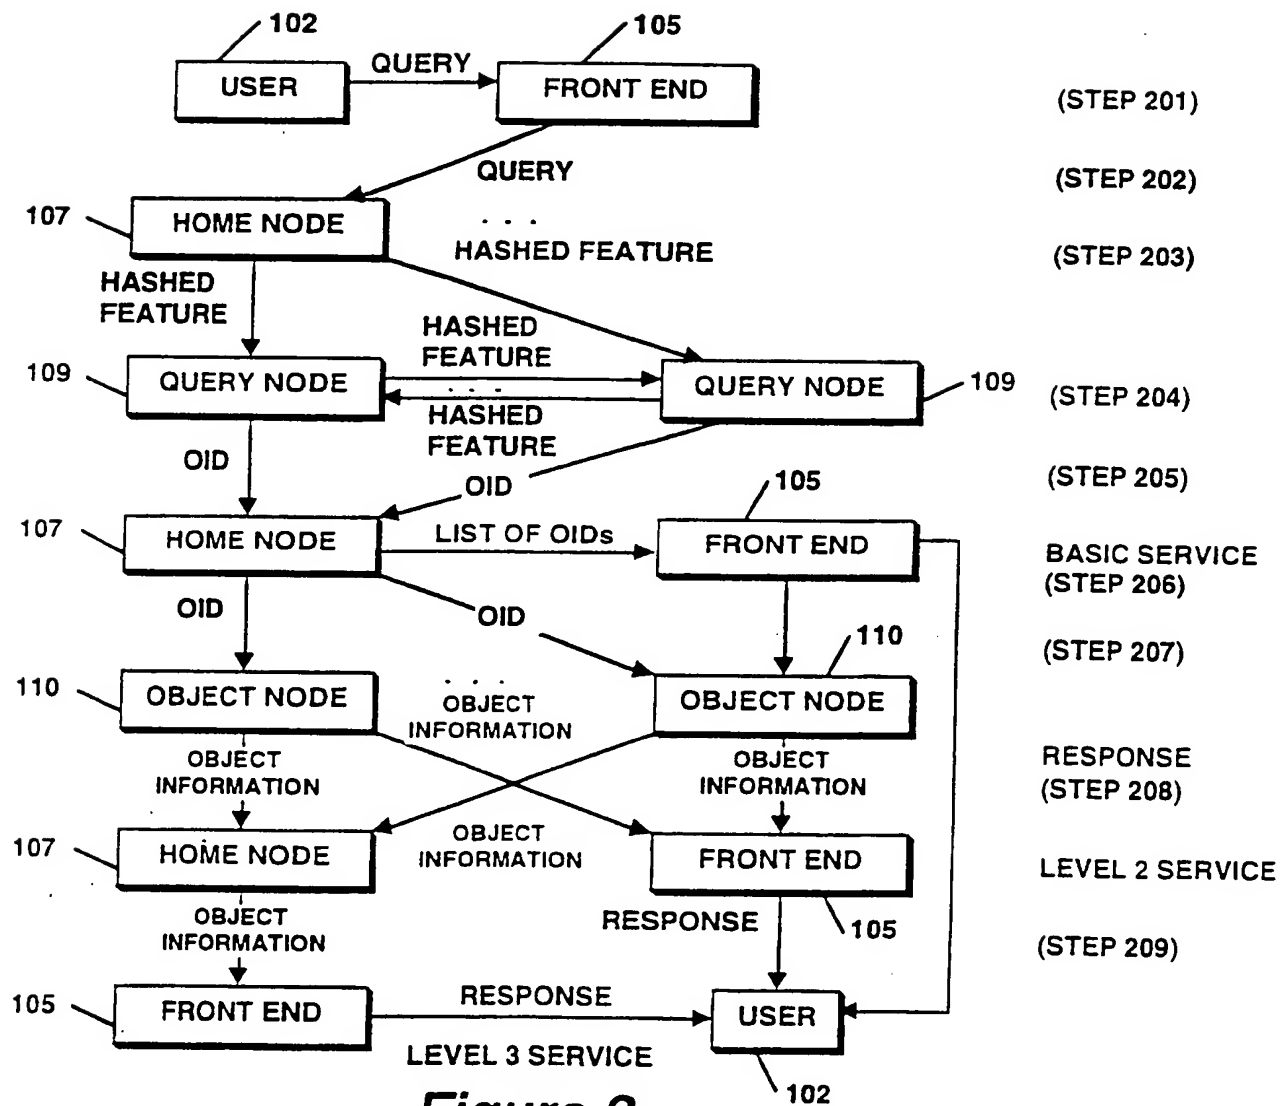 102
105
USER
QUERY
FRONT END
(STEP 201)
QUERY
(STEP 202)
107
HOME NODE
. . .
HASHED FEATURE
(STEP 203)
HASHED
FEATURE
HASHED
FEATURE
109
QUERY NODE
. . .
QUERY NODE
109
(STEP 204)
HASHED
FEATURE
OID
OID
105
(STEP 205)
107
HOME NODE
LIST OF OIDs
FRONT END
BASIC SERVICE
(STEP 206)
OID
OID
110
(STEP 207)
110
OBJECT NODE
. . .
OBJECT
INFORMATION
OBJECT NODE
OBJECT
INFORMATION
OBJECT
INFORMATION
RESPONSE
(STEP 208)
107
HOME NODE
OBJECT
INFORMATION
FRONT END
LEVEL 2 SERVICE
OBJECT
INFORMATION
RESPONSE
105
(STEP 209)
105
FRONT END
RESPONSE
USER
LEVEL 3 SERVICE
102